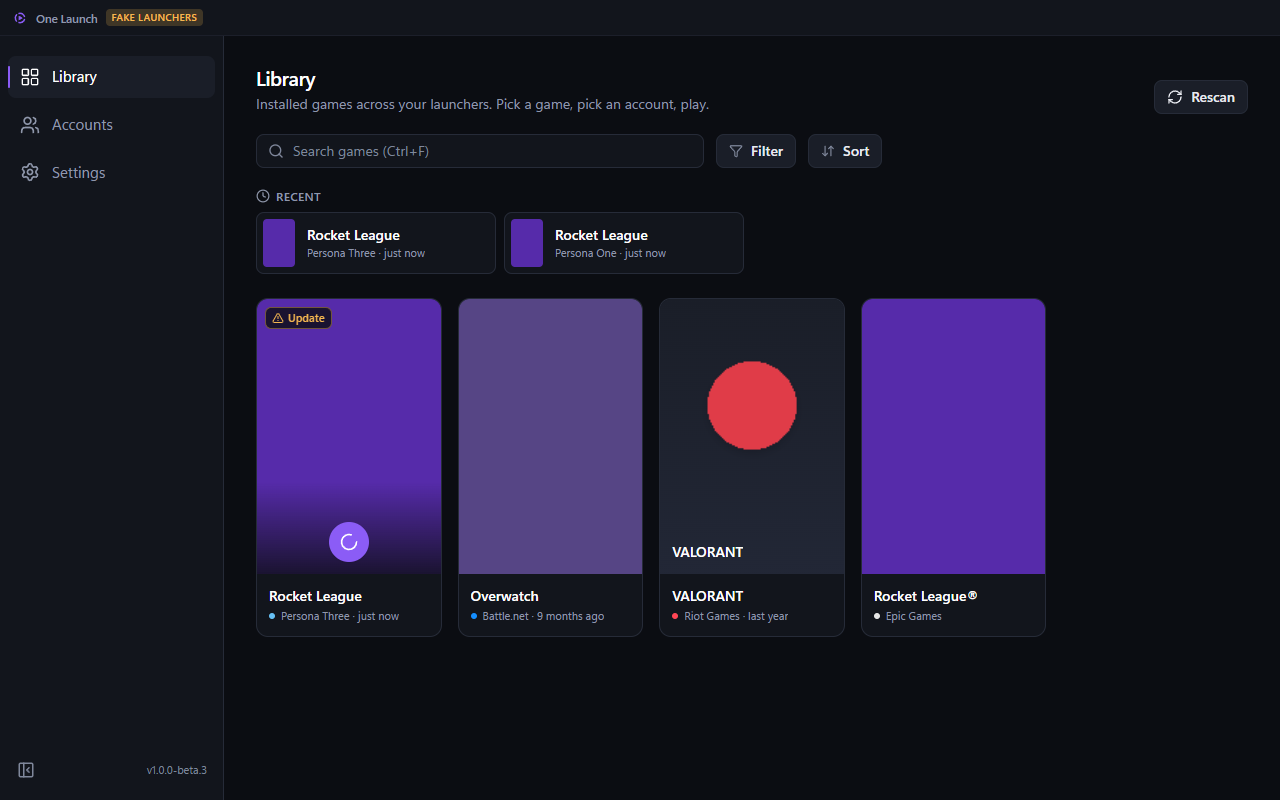 One Launch FAKE LAUNCHERS
Library
Accounts
Settings
v1.0.0-beta.3
Library
Installed games across your launchers. Pick a game, pick an account, play.
Rescan
Search games (Ctrl+F)
Filter
Sort
RECENT
Rocket League
Persona Three · just now
Rocket League
Persona One · just now
Update
Rocket League
Persona Three · just now
Overwatch
Battle.net · 9 months ago
VALORANT
VALORANT
Riot Games · last year
Rocket League®
Epic Games